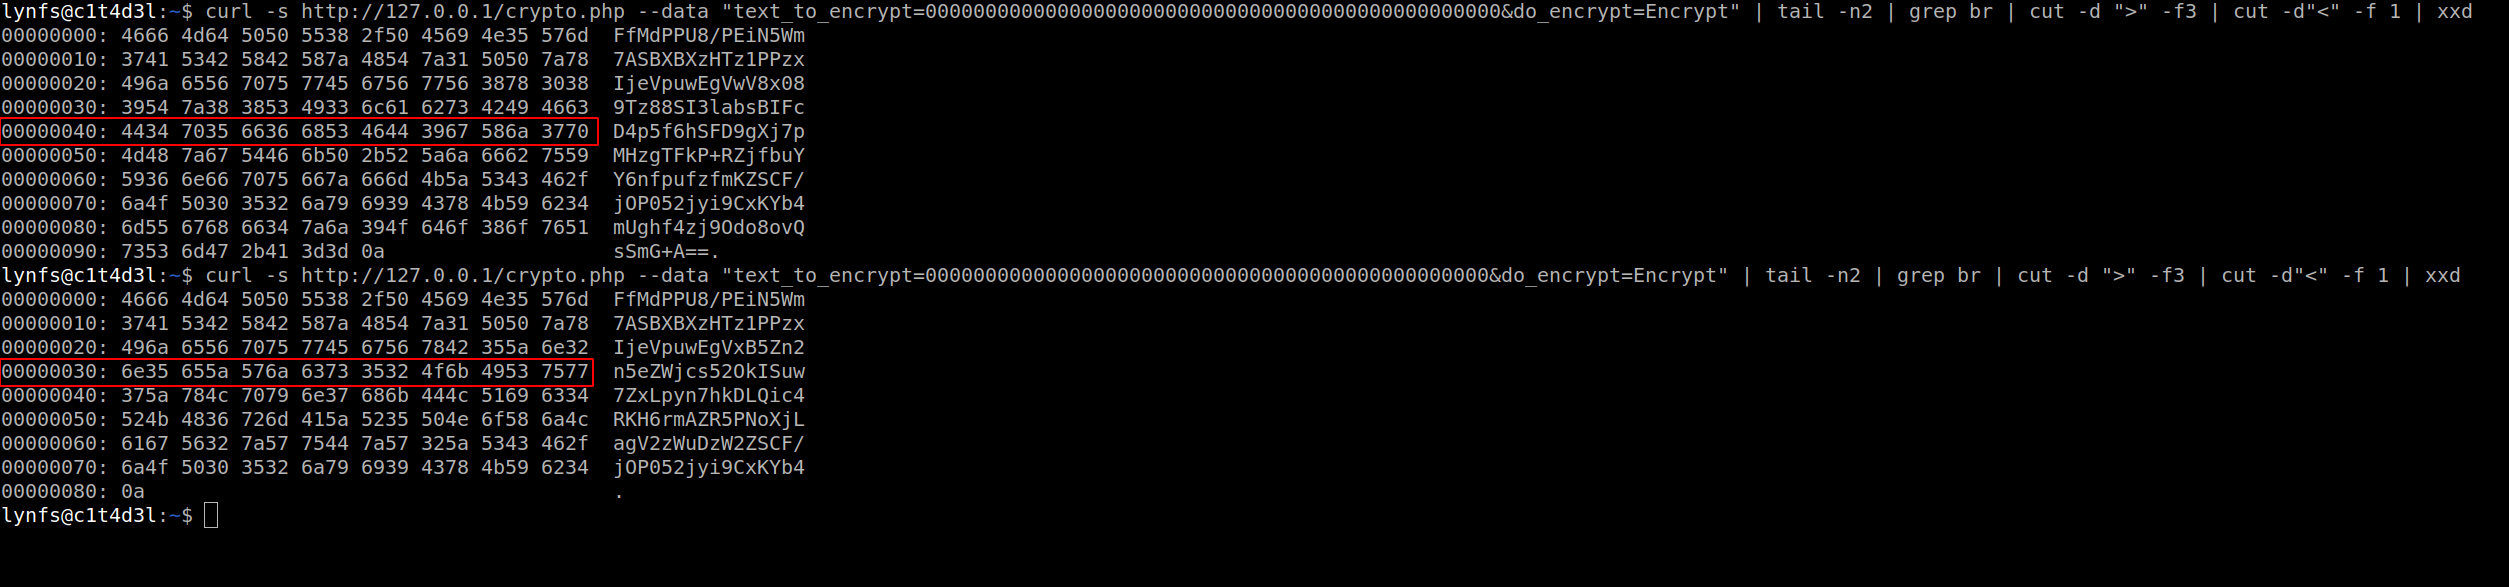 lynfs@c1t4d3l:~$ curl -s http://127.0.0.1/crypto.php --data "text_to_encrypt=000000000000000000000000000000000000000000000000&do_encrypt=Encrypt" | tail -n2 | grep br | cut -d ">" -f3 | cut -d"<" -f 1 | xxd
00000000: 4666 4d64 5050 5538 2f50 4569 4e35 576d  FfMdPPU8/PEiN5Wm
00000010: 3741 5342 5842 587a 4854 7a31 5050 7a78  7ASBXBXzHTz1PPzx
00000020: 496a 6556 7075 7745 6756 7756 3878 3038  IjeVpuwEgVwV8x08
00000030: 3954 7a38 3853 4933 6c61 6273 4249 4663  9Tz88SI3labsBIFc
00000040: 4434 7035 6636 6853 4644 3967 586a 3770  D4p5f6hSFD9gXj7p
00000050: 4d48 7a67 5446 6b50 2b52 5a6a 6662 7559  MHzgTFkP+RZjfbuY
00000060: 5936 6e66 7075 667a 666d 4b5a 5343 462f  Y6nfpufzfmKZSCF/
00000070: 6a4f 5030 3532 6a79 6939 4378 4b59 6234  jOP052jyi9CxKYb4
00000080: 6d55 6768 6634 7a6a 394f 646f 386f 7651  mUghf4zj9Odo8ovQ
00000090: 7353 6d47 2b41 3d3d 0a                   sSmG+A==.
lynfs@c1t4d3l:~$ curl -s http://127.0.0.1/crypto.php --data "text_to_encrypt=00000000000000000000000000000000000000000000000&do_encrypt=Encrypt" | tail -n2 | grep br | cut -d ">" -f3 | cut -d"<" -f 1 | xxd
00000000: 4666 4d64 5050 5538 2f50 4569 4e35 576d  FfMdPPU8/PEiN5Wm
00000010: 3741 5342 5842 587a 4854 7a31 5050 7a78  7ASBXBXzHTz1PPzx
00000020: 496a 6556 7075 7745 6756 7842 355a 6e32  IjeVpuwEgVxB5Zn2
00000030: 6e35 655a 576a 6373 3532 4f6b 4953 7577  n5eZWjcs52OkISuw
00000040: 375a 784c 7079 6e37 686b 444c 5169 6334  7ZxLpyn7hkDLQic4
00000050: 524b 4836 726d 415a 5235 504e 6f58 6a4c  RKH6rmAZR5PNoXjL
00000060: 6167 5632 7a57 7544 7a57 325a 5343 462f  agV2zWuDzW2ZSCF/
00000070: 6a4f 5030 3532 6a79 6939 4378 4b59 6234  jOP052jyi9CxKYb4
00000080: 0a                                       .
lynfs@c1t4d3l:~$